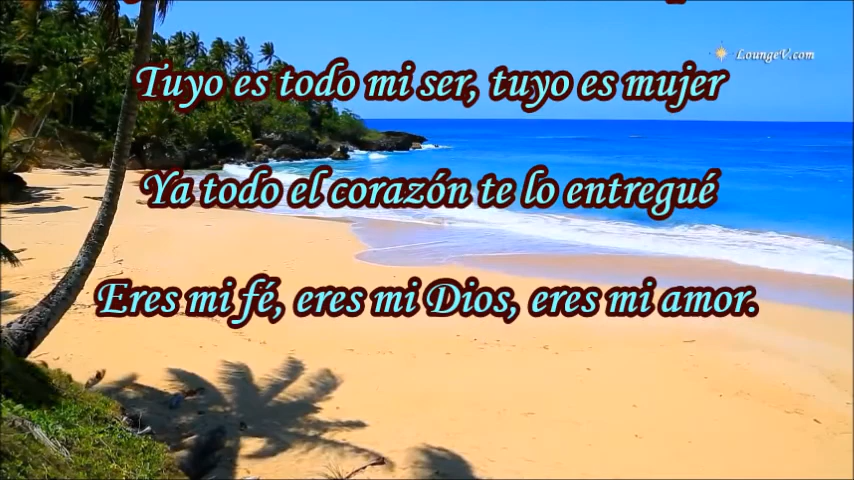 LoungeV.com
Tuyo es todo mi ser, tuyo es mujer
Ya todo el corazón te lo entregué
Eres mi fé, eres mi Dios, eres mi amor.